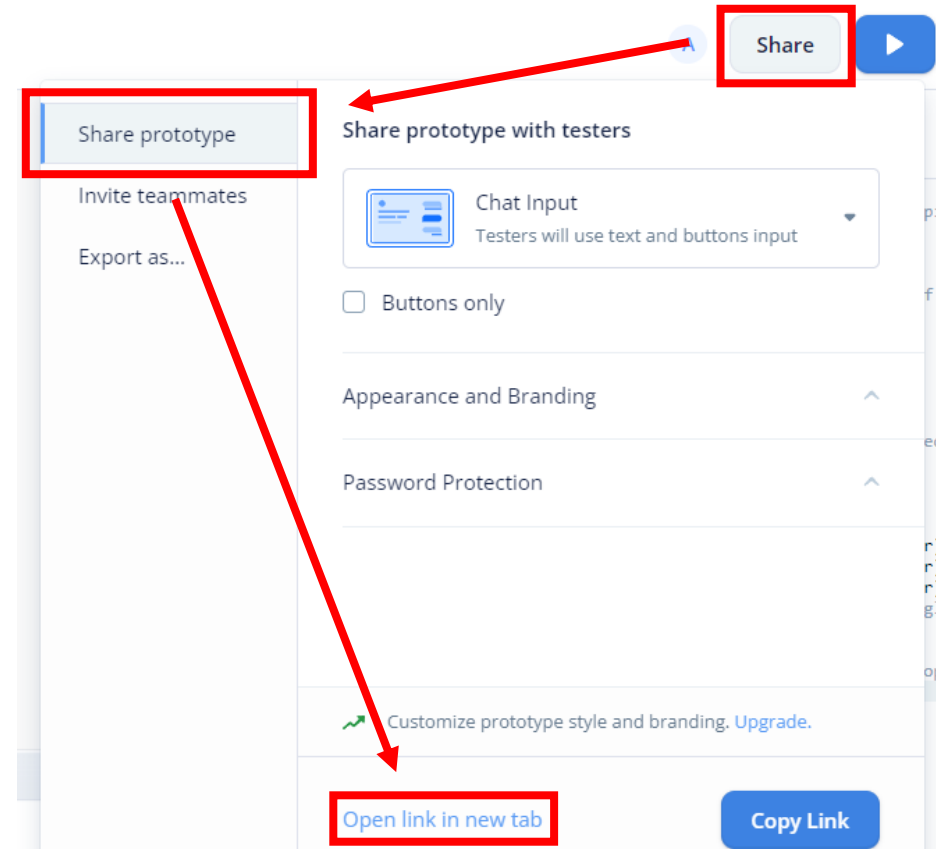 A
Share
Share prototype
Invite teammates
Export as...
Share prototype with testers
Chat Input
Testers will use text and buttons input
Buttons only
Appearance and Branding
Password Protection
Customize prototype style and branding. Upgrade.
Open link in new tab
Copy Link